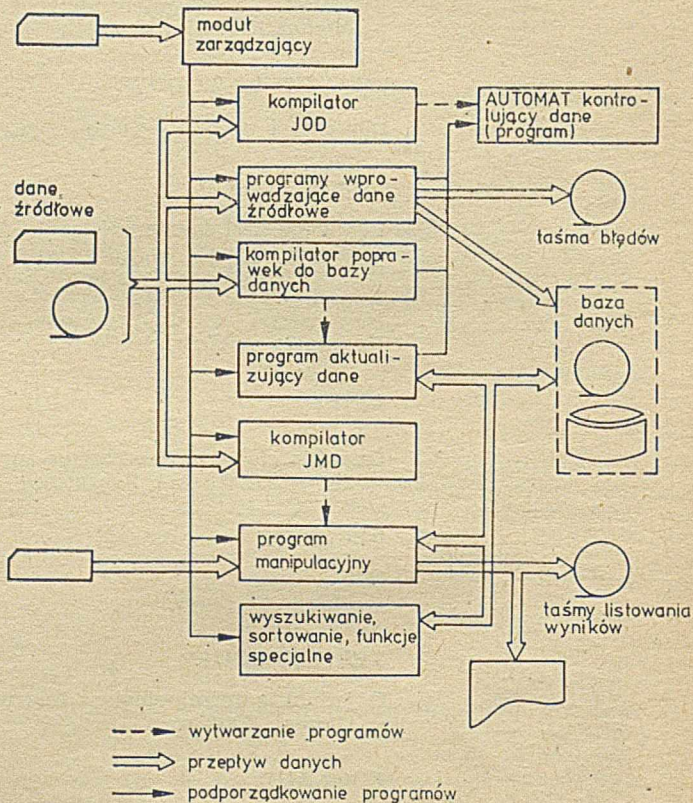 moduł
zarządzający
kompilator
JOD
AUTOMAT kontro-
lujący dane
(program)
programy wpro-
wadzające dane
źródłowe
taśma błędów
dane
źródłowe
kompilator popra-
wek do bazy
danych
baza
danych
program aktuali-
zujący dane
kompilator
JMD
program
manipulacyjny
taśmy listowania
wyników
wyszukiwanie,
sortowanie, funkcje
specjalne
wytwarzanie programów
przepływ danych
podporządkowanie programów